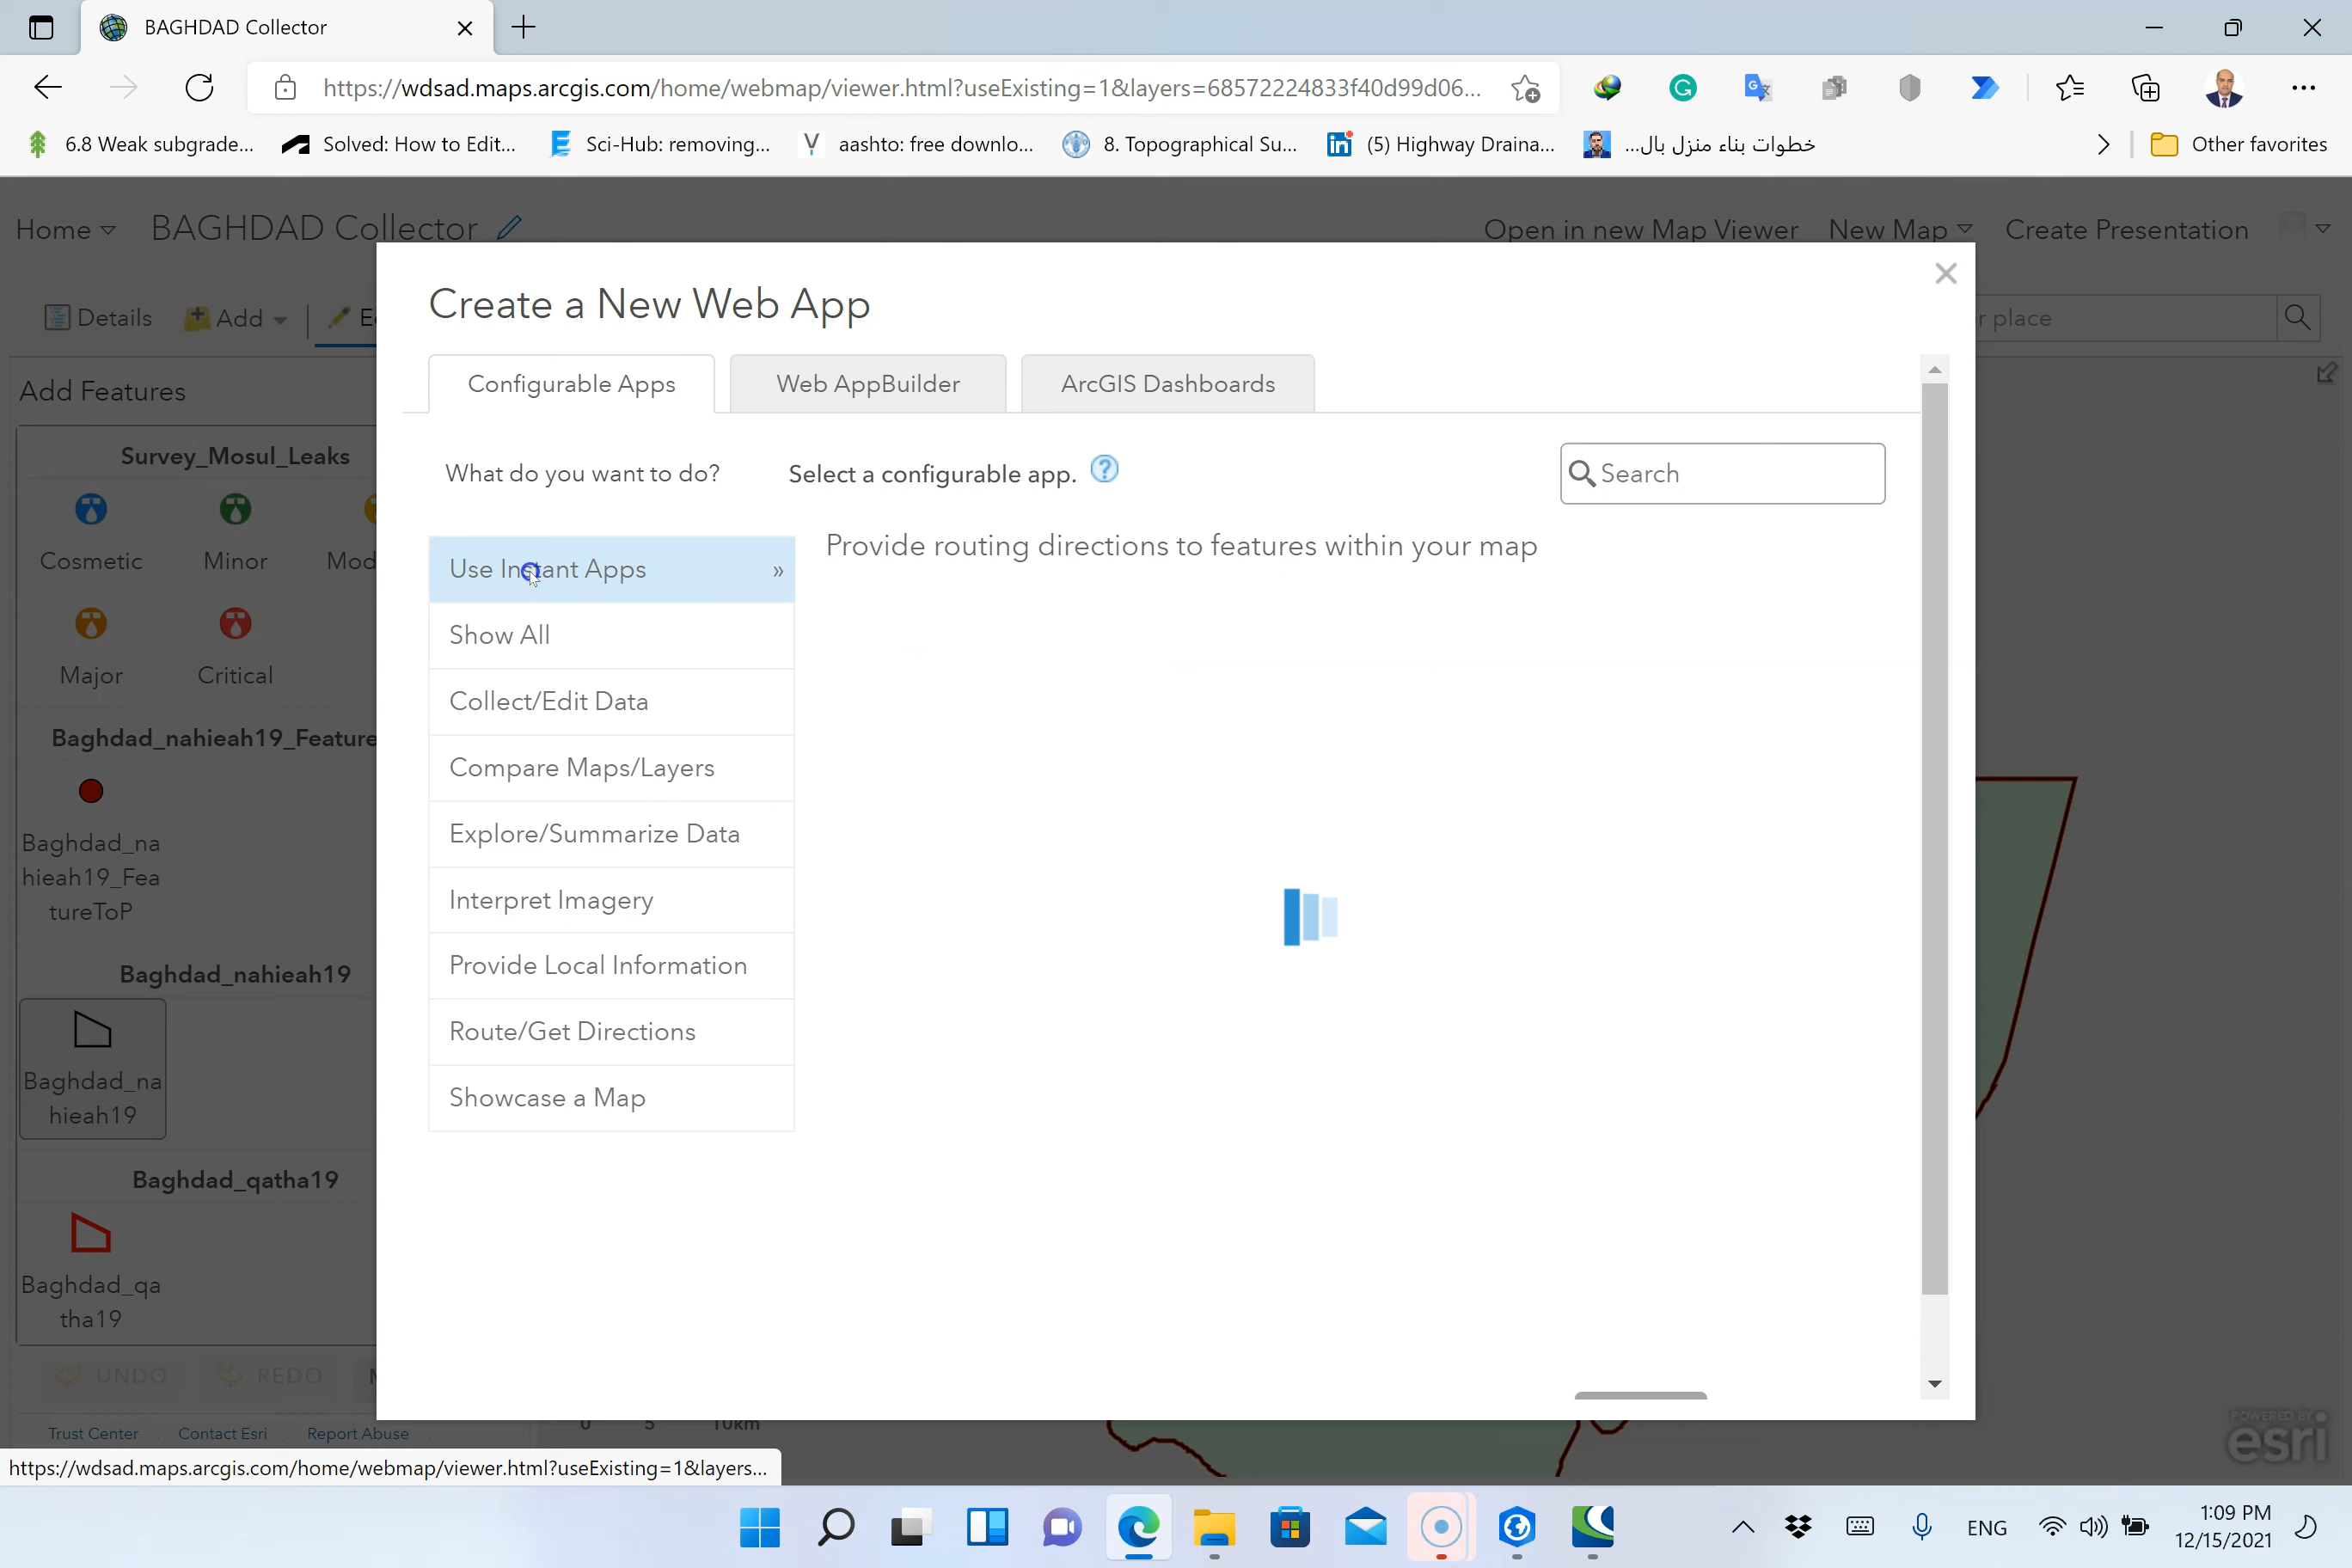 BAGHDAD Collector
https://wdsad.maps.arcgis.com/home/webmap/viewer.html?useExisting=1&layers=68572224833f40d99d06...
6.8 Weak subgrade...
Solved: How to Edit...
Sci-Hub: removing...
aashto: free downlo...
8. Topographical Su...
(5) Highway Draina...
خطوات بناء منزل بال...
Other favorites
Home
BAGHDAD Collector
Open in new Map Viewer
New Map
Create Presentation
Details
Add
r place
Create a New Web App
Configurable Apps
Web AppBuilder
ArcGIS Dashboards
What do you want to do?
Select a configurable app.
Search
Provide routing directions to features within your map
Use Instant Apps »
Show All
Collect/Edit Data
Compare Maps/Layers
Explore/Summarize Data
Interpret Imagery
Provide Local Information
Route/Get Directions
Showcase a Map
Add Features
Survey_Mosul_Leaks
Cosmetic
Minor
Mod
Major
Critical
Baghdad_nahieah19_Feature
Baghdad_na
hieah19_Fea
tureToP
Baghdad_nahieah19
Baghdad_na
hieah19
Baghdad_qatha19
Baghdad_qa
tha19
UNDO
REDO
Trust Center
Contact Esri
Report Abuse
0 5 10km
POWERED BY
esri
https://wdsad.maps.arcgis.com/home/webmap/viewer.html?useExisting=1&layers...
ENG
1:09 PM
12/15/2021